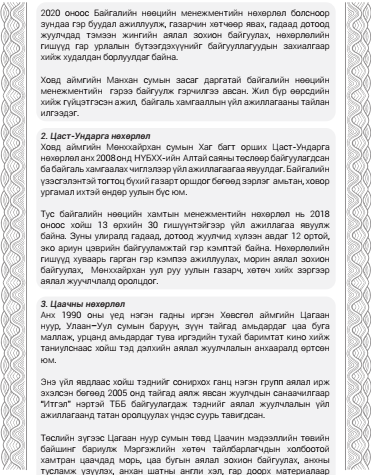 2020 оноос Байгалийн нөөцийн менежментийн нөхөрлөл болсноор
зундаа гэр буудал ажиллуулж, газарчин хөтчөөр явах, гадаад дотоод
жуулчдад тэмээн жингийн аялал зохион байгуулах, нөхөрлөлийн
гишүүд гар урлалын бүтээгдэхүүнийг байгууллагуудын захиалгаар
хийж худалдан борлуулдаг байна.
Ховд аймгийн Манхан сумын засаг даргатай байгалийн нөөцийн
менежментийн гэрээ байгуулж гэрчилгээ авсан. Жил бүр өөрсдийн
хийж гүйцэтгэсэн ажил, байгаль хамгааллын үйл ажиллагааны тайлан
илгээдэг.
2. Цаст-Ундарга нөхөрлөл
Ховд аймгийн Мөнххайрхан сумын Хаг багт орших Цаст-Ундарга
нөхөрлөл анх 2008 онд НҮБХХ-ийн Алтай саяны төслөөр байгуулагдсан
ба байгаль хамгаалах чиглэлээр үйл ажиллагаагаа явуулдаг. Байгалийн
үзэсгэлэнтэй тогтоц бүхий газарт оршдог бөгөөд зэрлэг амьтан, ховор
ургамал ихтэй өндөр уулын бүс юм.
Тус байгалийн нөөцийн хамтын менежментийн нөхөрлөл нь 2018
оноос хойш 13 өрхийн 30 гишүүнтэйгээр үйл ажиллагаа явуулж
байна. Зуны улиралд гадаад, дотоод жуулчид хүлээн авдаг 12 ортой,
эко ариун цэврийн байгууламжтай гэр кэмптэй байна. Нөхөрлөлийн
гишүүд хуваарь гарган гэр кэмпээ ажиллуулах, морин аялал зохион
байгуулах, Мөнххайрхан уул руу уулын газарч, хөтөч хийх зэргээр
аялал жуулчлчлалд оролцдог.
3. Цаачны нөхөрлөл
Анх 1990 оны үед нэгэн гадны иргэн Хөвсгөл аймгийн Цагаан
нуур, Улаан-Уул сумын баруун, зүүн тайгад амьдардаг цаа буга
маллаж, урцанд амьдардаг тува иргэдийн тухай баримтат кино хийж
таниулснаас хойш тэд дэлхийн аялал жуулчлалын анхааралд өртсөн
юм.
Энэ үйл явдлаас хойш тэднийг сонирхох ганц нэгэн групп аялал ирж
эхэлсэн бөгөөд 2005 онд тайгад аялж явсан жуулчдын санаачилгаар
"Итгэл" нэртэй ТББ байгуулагдаж тэднийг аялал жуулчлалын үйл
ажиллагаанд татан оролцуулах үндэс суурь тавигдсан.
Төслийн зүгээс Цагаан нуур сумын төвд Цаачин мэдээллийн төвийн
байшинг бариулж Мэргэжлийн хөтөч тайлбарлагчдын холбоотой
хамтран цаачдад морь, цаа бугын аялал зохион байгуулах, анхны
тусламж үзүүлэх, анхан шатны англи хэл, гар доорх материалаар